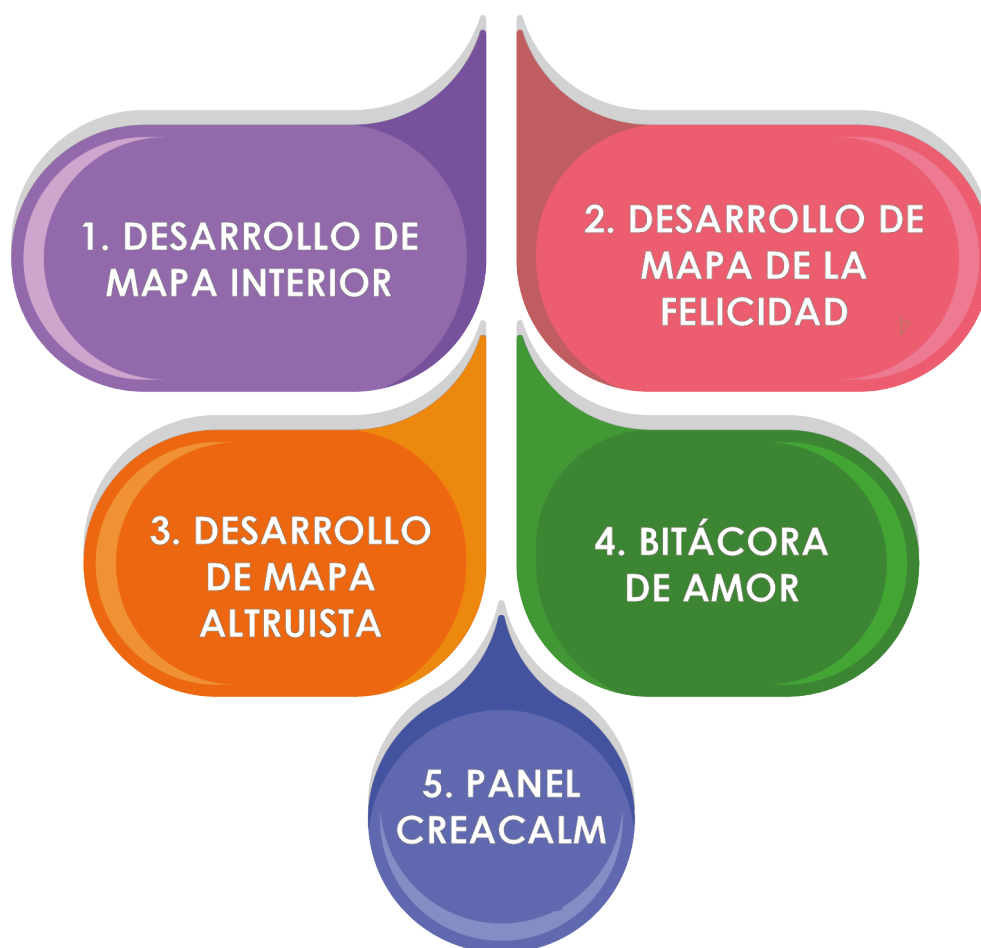 1. DESARROLLO DE
MAPA INTERIOR
2. DESARROLLO DE
MAPA DE LA
FELICIDAD
3. DESARROLLO
DE MAPA
ALTRUISTA
4. BITÁCORA
DE AMOR
5. PANEL
CREACALM